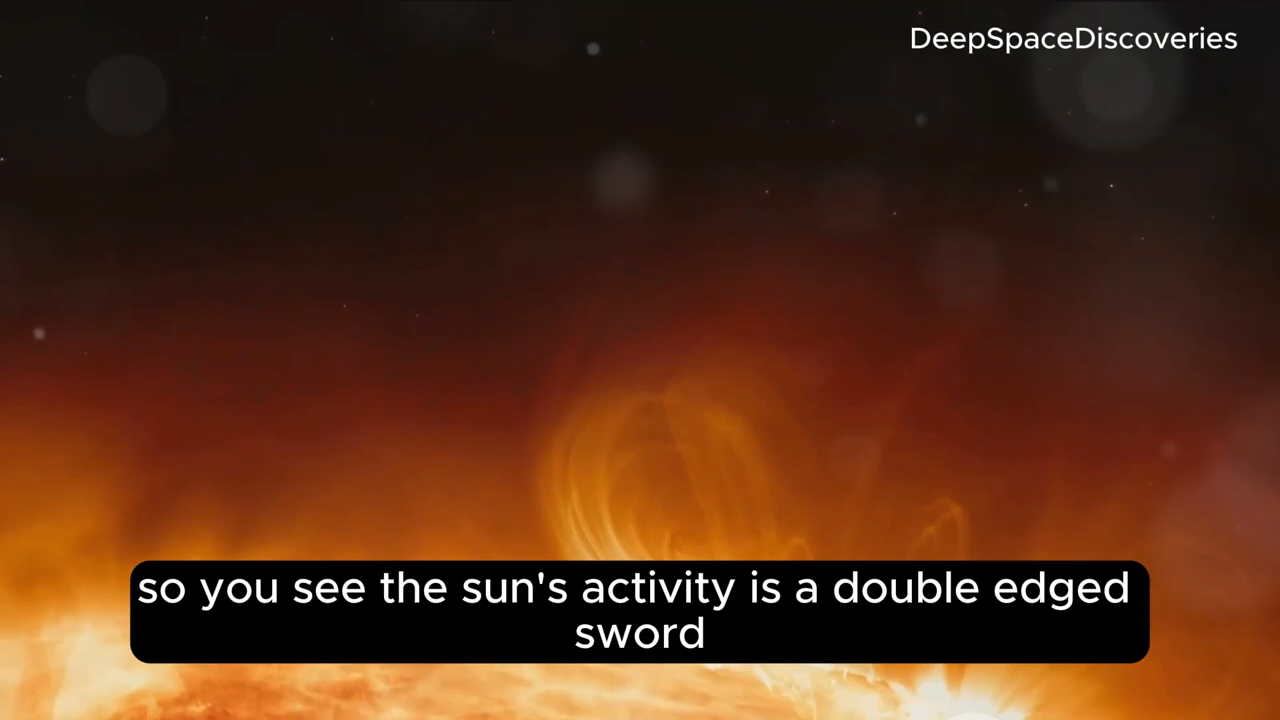 DeepSpaceDiscoveries
so you see the sun's activity is a double edged
sword